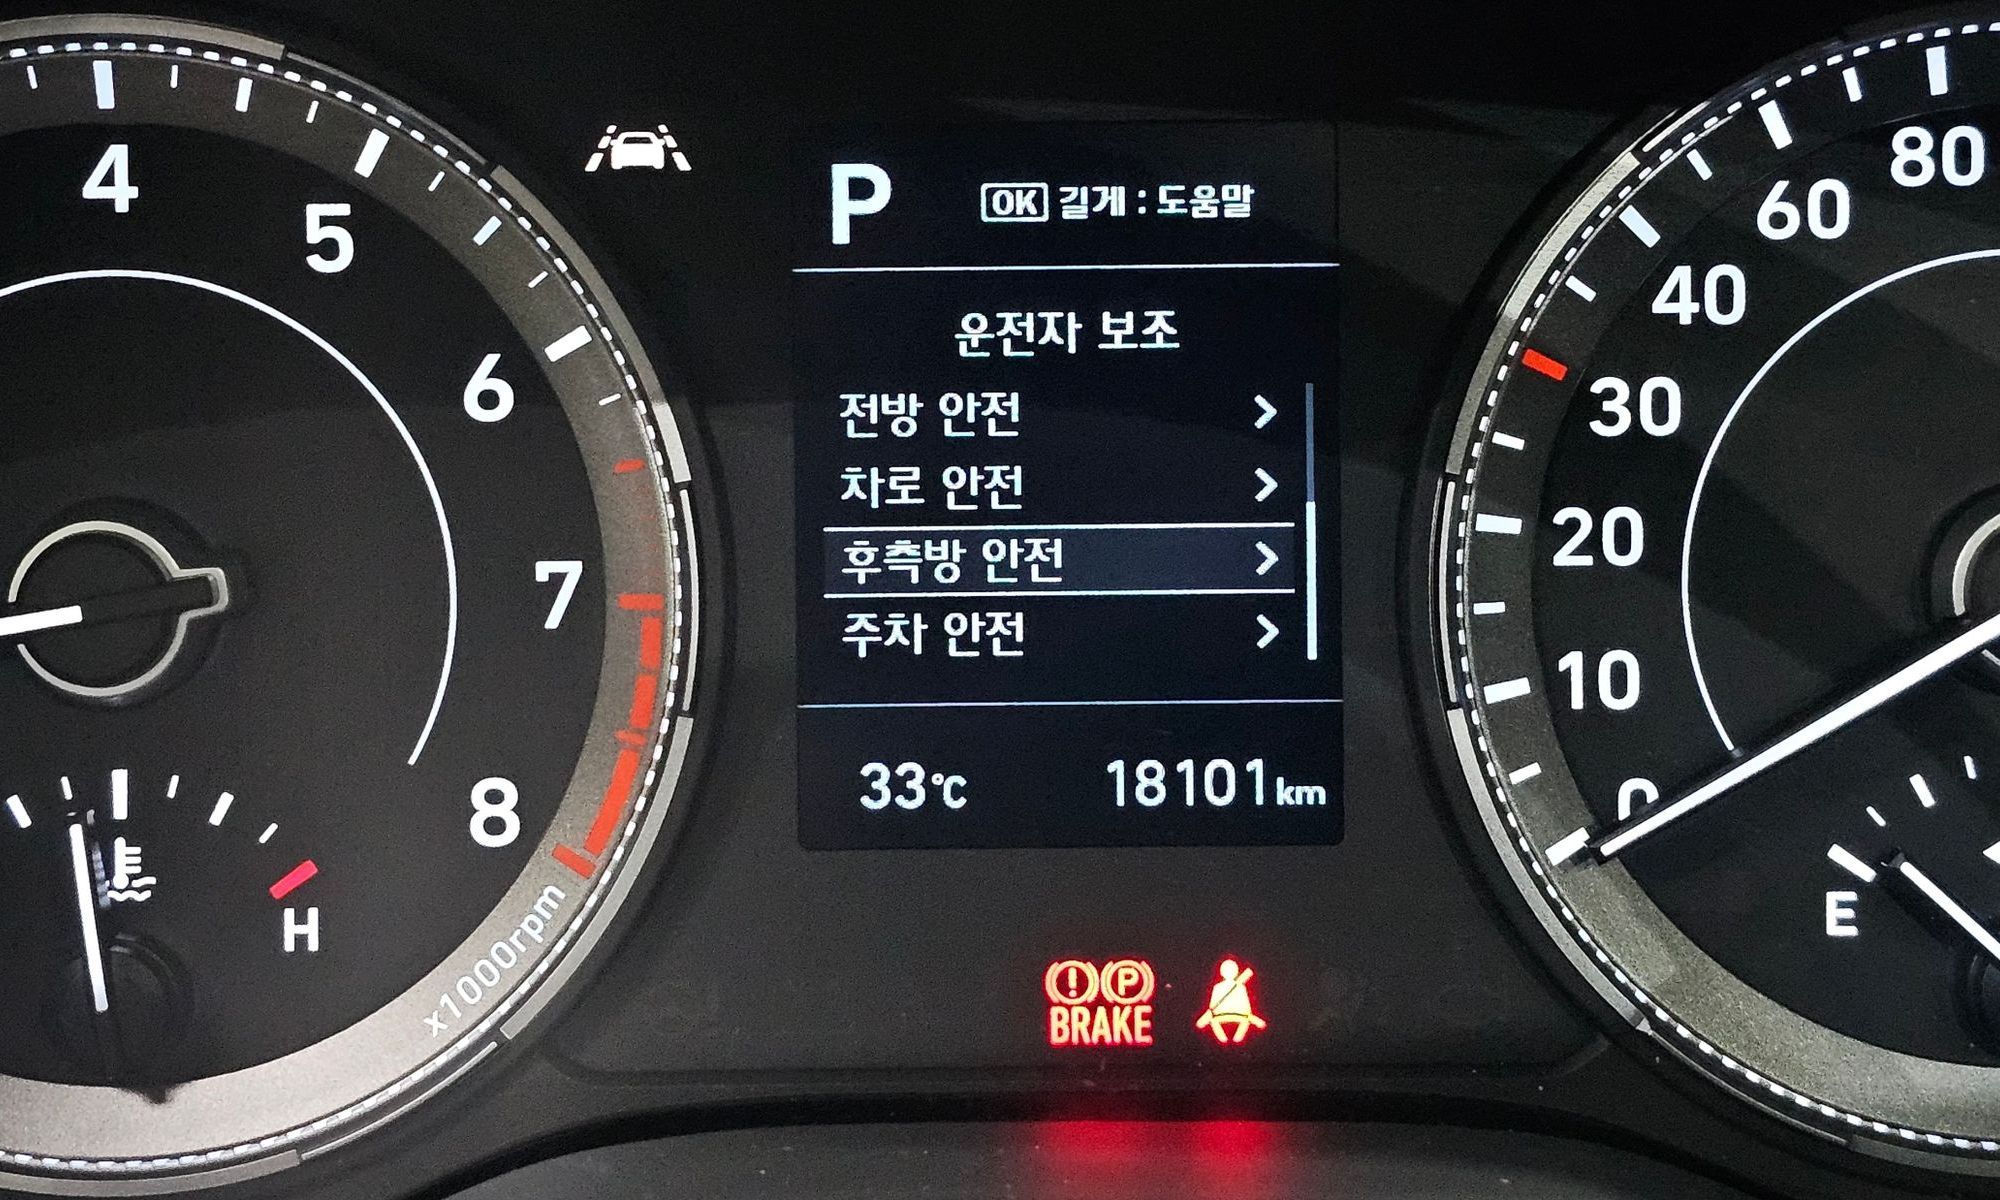 4
5
6
7
8
x1000rpm
H
P
OK 길게 : 도움말
운전자 보조
전방 안전
차로 안전
후측방 안전
주차 안전
33℃ 18101km
(!) (P)
BRAKE
80
60
40
30
20
10
0
E